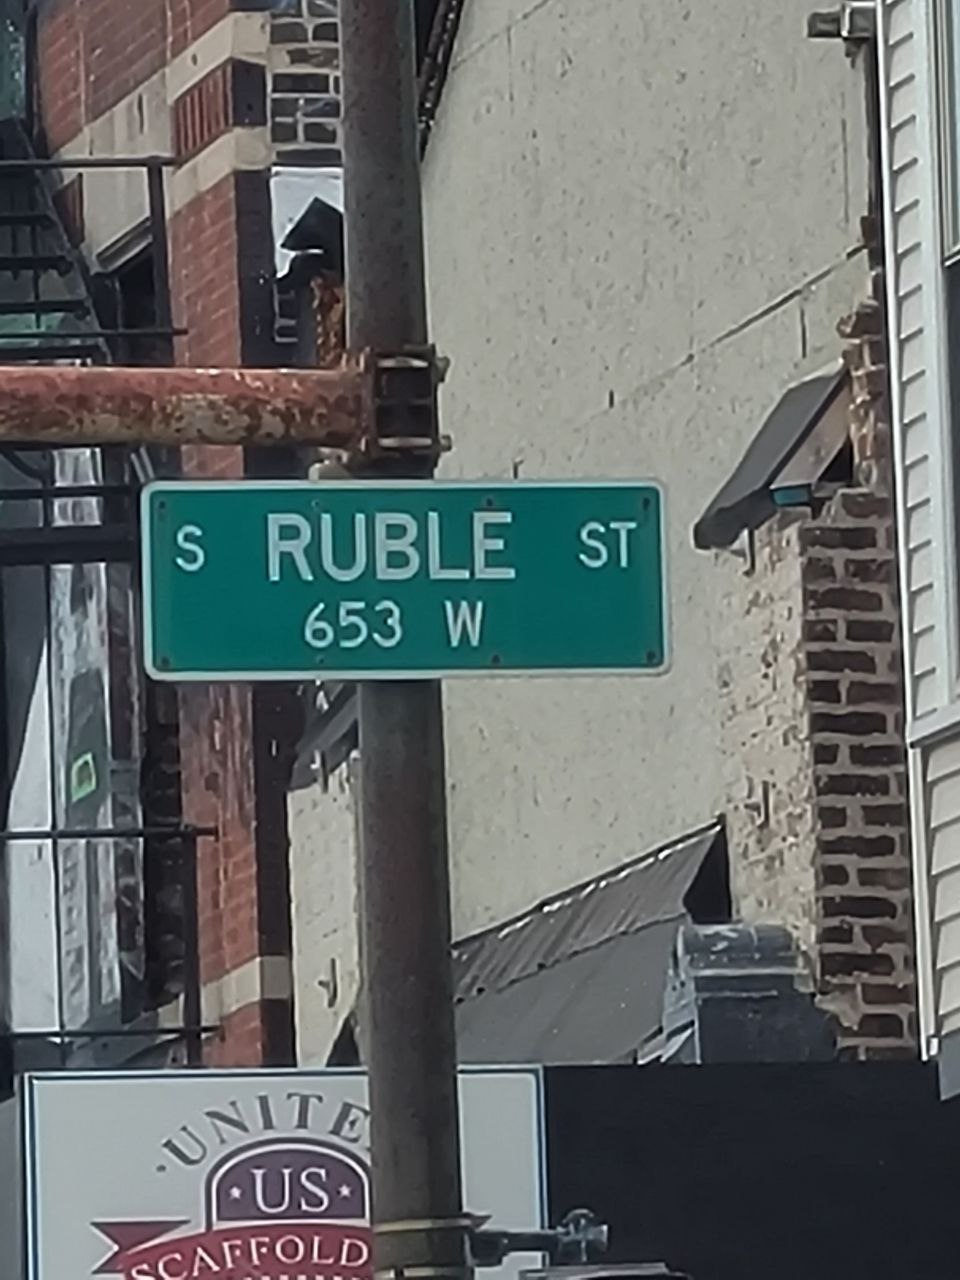 S RUBLE ST
653 W
UNITE
US
SCAFFOLD